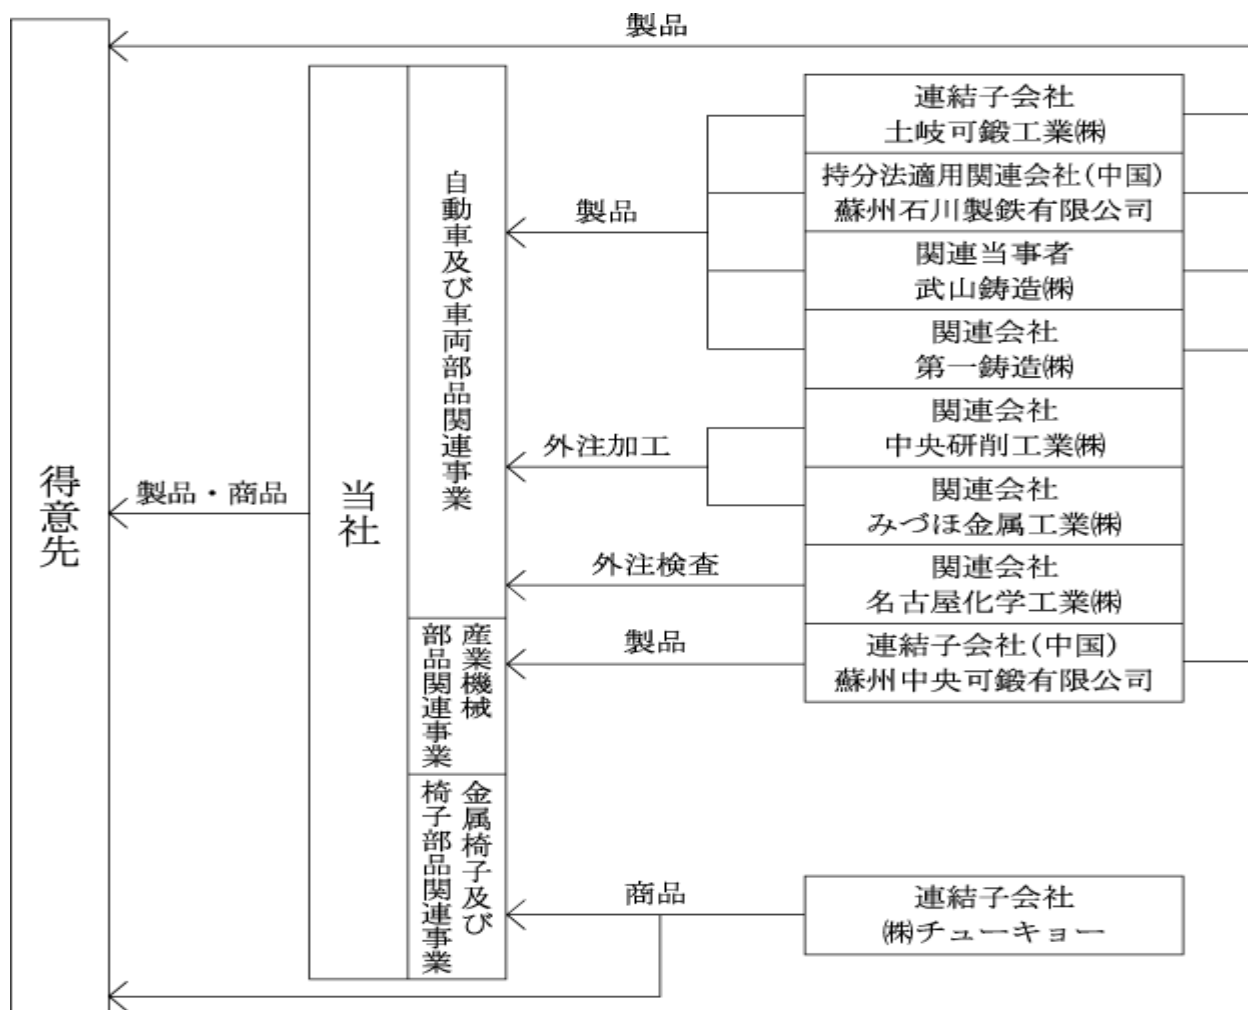 製品
連結子会社
土岐可鍛工業㈱
持分法適用関連会社(中国)
蘇州石川製鉄有限公司
関連当事者
武山鋳造㈱
関連会社
第一鋳造㈱
関連会社
中央研削工業㈱
関連会社
みづほ金属工業㈱
関連会社
名古屋化学工業㈱
連結子会社(中国)
蘇州中央可鍛有限公司
連結子会社
㈱チューキョー
製品
外注加工
外注検査
製品
商品
自動車及び車両部品関連事業
産業機械
部品関連事業
金属椅子及び
椅子部品関連事業
当社
製品・商品
得意先